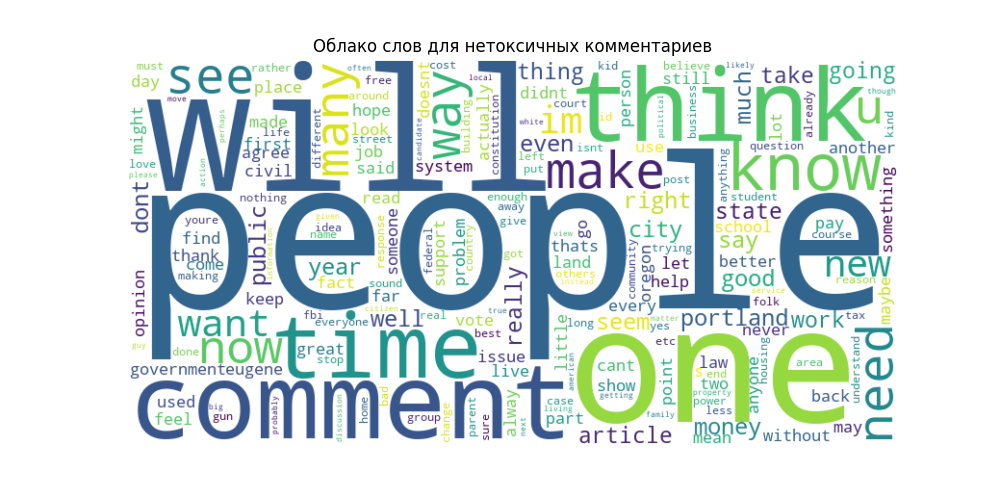 Облако слов для нетоксичных комментариев
must
often
cost
rather
kid
believe
likely
day
see
place
free
local
thing
still
take
going
though
move
many
way
doesnt
didnt
person
political
business
much
already
kind
will
think
u
might
made
around
hope
look
actually
building
court
id
im
lot
perhaps
first
life
different
street
candidate
white
constitution
even
isnt
use
question
another
love
please
agree
civil
job
said
system
left
put
make
know
action
nothing
read
enough
away
give
post
right
anything
student
something
dont
youre
public
people
given
idea
name
response
someone
federal
support
country
problem
go
view
thats
land
others
instead
city
trying
state
school
say
pay
course
find
thank
come
making
information
year
fact
sound
far
got
really
community
oregon
let
help
better
good
service
new
reason
maybe
opinion
keep
fbi
everyone
citizen
well
real
vote
true
best
every
folk
want
time
little
long
seem
yes
matter
etc
portland
never
work
tax
guy
done
now
great
stop
issue
live
american
one
cant
show
getting
point
law
s
end
two
area
anyone
housing
understand
need
governmenteugene
comment
used
feel
big
gun
probably
discussion
home
bad
group
charge
parent
sure
alway
next
case
living
part
family
property
power
less
money
mean
back
without
may
article